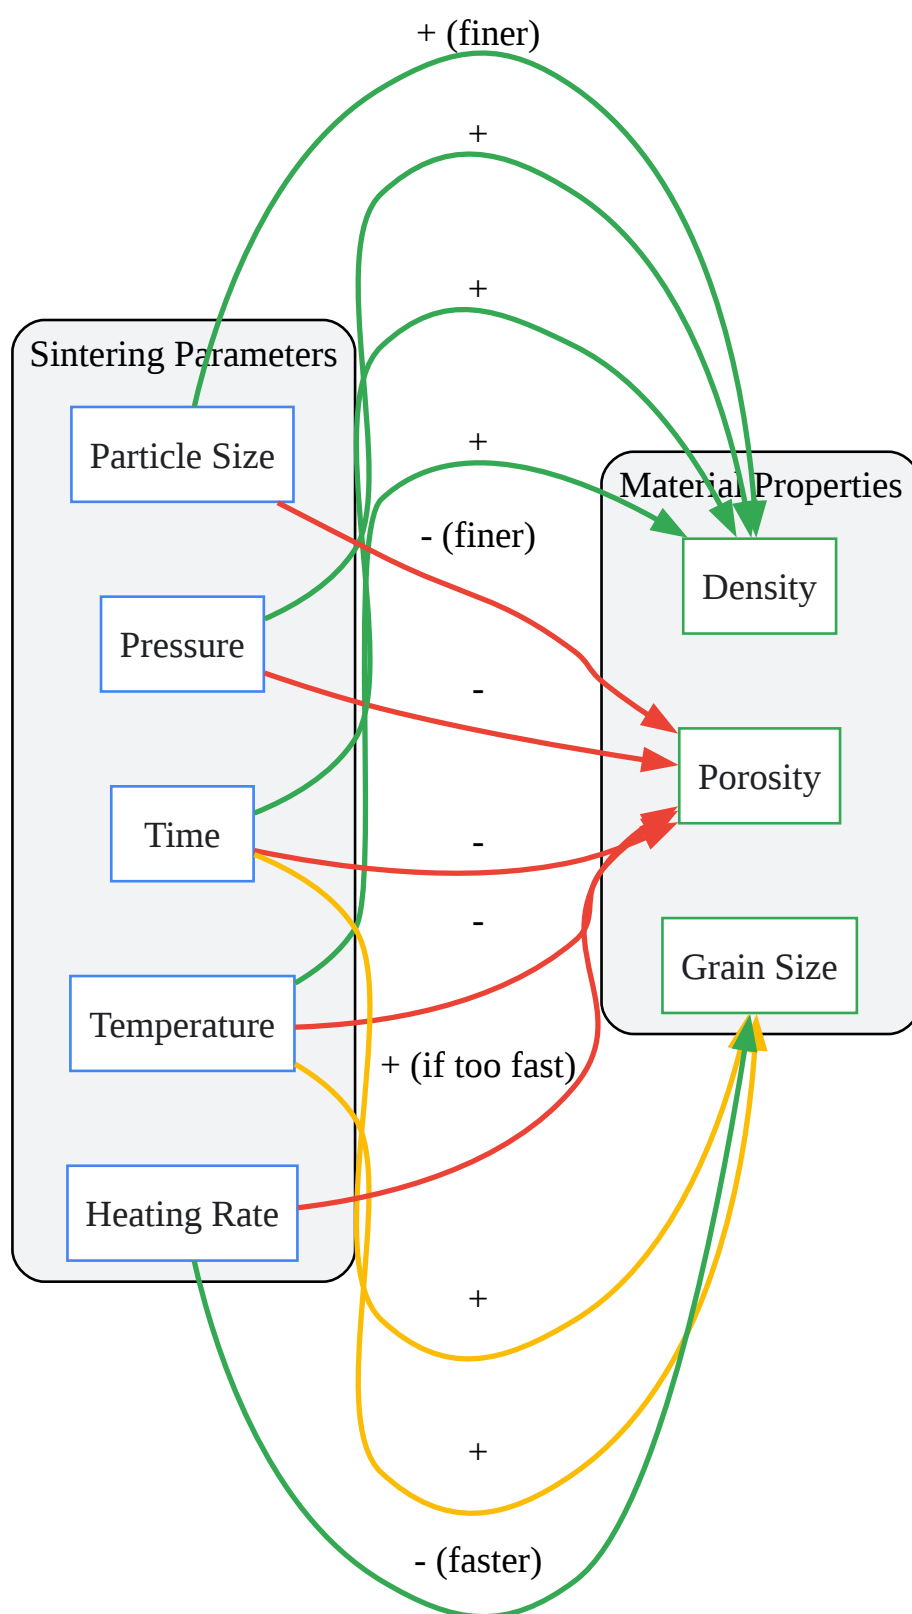 + (finer)
+
+
+
- (finer)
-
-
-
+ (if too fast)
+
+
- (faster)
Sintering Parameters
Particle Size
Pressure
Time
Temperature
Heating Rate
Material Properties
Density
Porosity
Grain Size